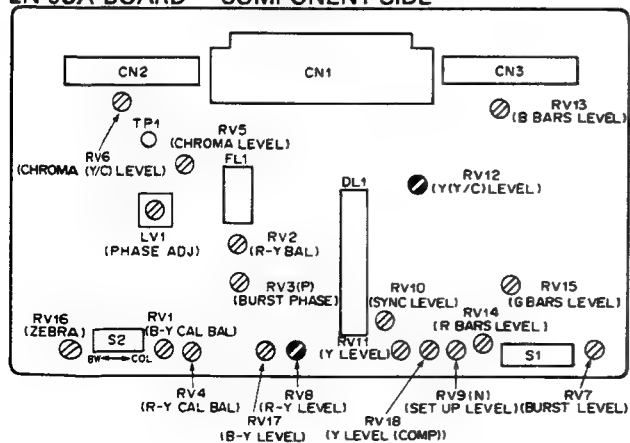 EN-93A BOARD — COMPONENT SIDE
CN2
CN1
CN3
RV13
(B BARS LEVEL)
TP1
RV5
(CHROMA LEVEL)
RV6
(CHROMA (Y/C) LEVEL)
FL1
DL1
RV12
(Y(Y/C)LEVEL)
LV1
(PHASE ADJ)
RV2
(R-Y BAL)
RV3(P)
(BURST PHASE)
RV10
(SYNC LEVEL)
RV15
(G BARS LEVEL)
RV14
(R BARS LEVEL)
RV16
(ZEBRA)
S2
BW ↔ COL
RV1
(B-Y CAL BAL)
RV11
(Y LEVEL)
S1
RV4
(R-Y CAL BAL)
RV17
(B-Y LEVEL)
RV8
(R-Y LEVEL)
RV18
(Y LEVEL (COMP))
RV9(N)
(SET UP LEVEL)
RV7
(BURST LEVEL)